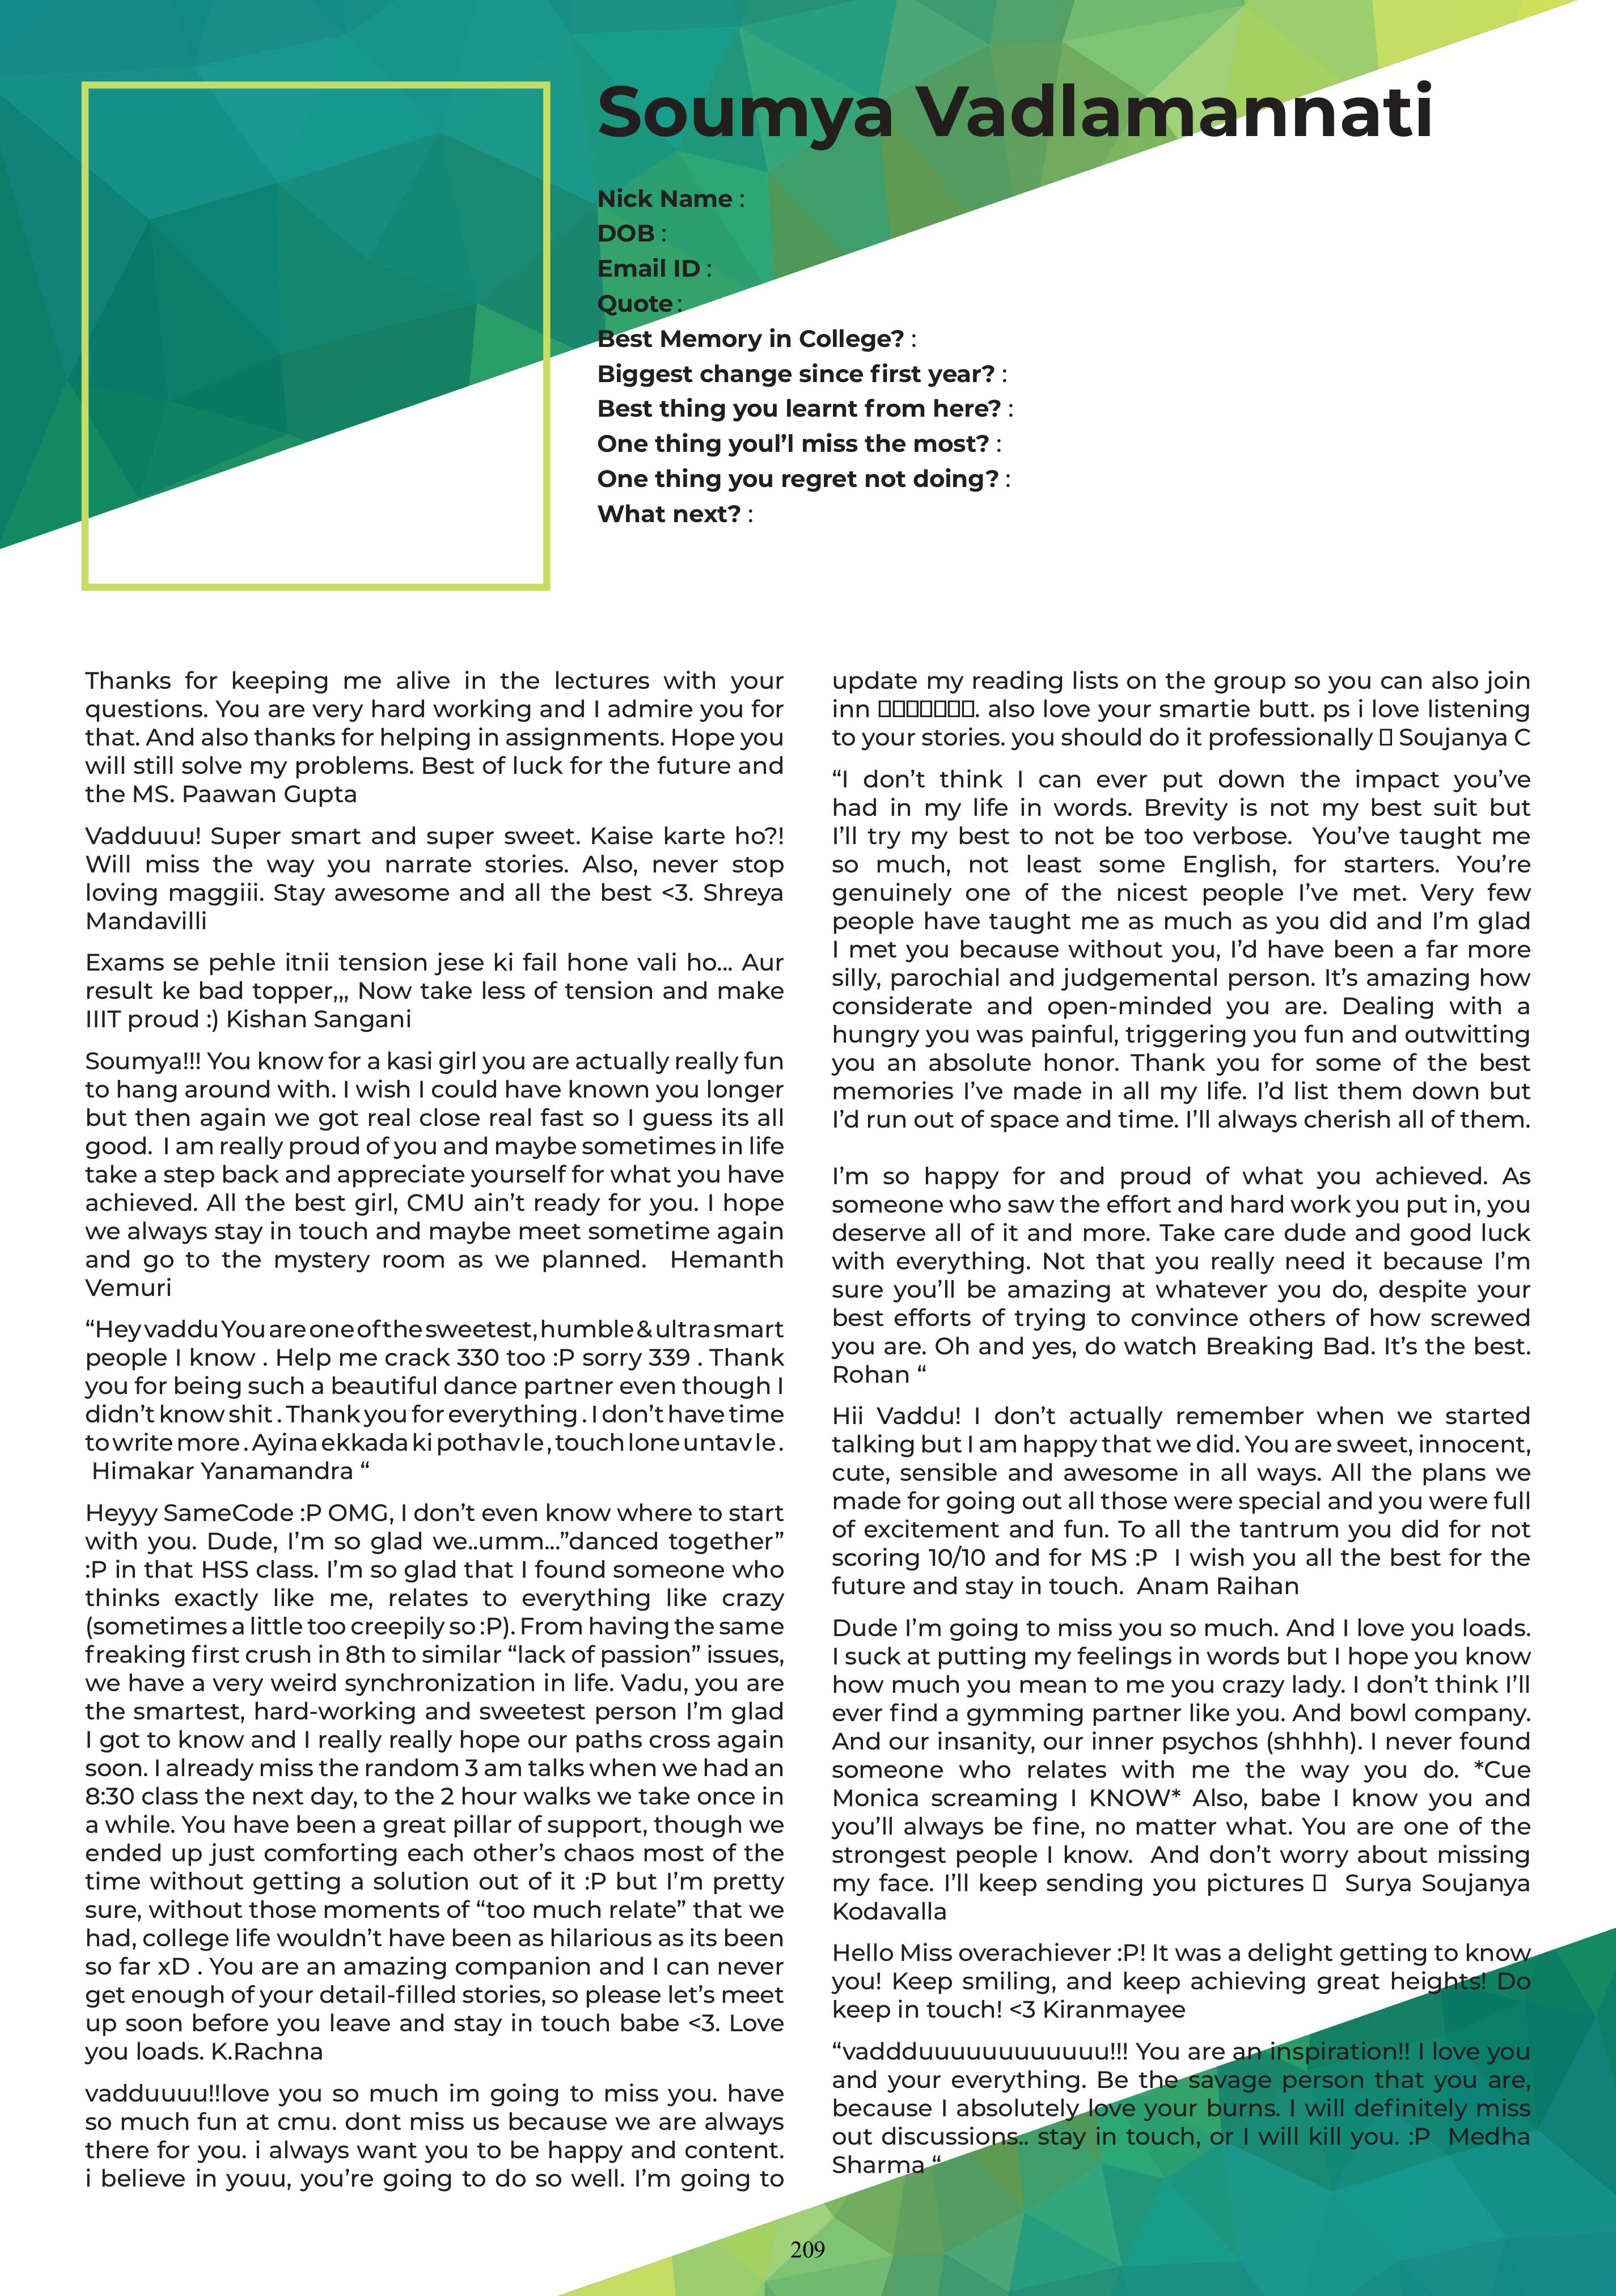 Soumya Vadlamannati
Nick Name :
DOB :
Email ID :
Quote :
Best Memory in College? :
Biggest change since first year? :
Best thing you learnt from here? :
One thing youl’l miss the most? :
One thing you regret not doing? :
What next? :
Thanks for keeping me alive in the lectures with your
questions. You are very hard working and I admire you for
that. And also thanks for helping in assignments. Hope you
will still solve my problems. Best of luck for the future and
the MS. Paawan Gupta
Vadduuu! Super smart and super sweet. Kaise karte ho?!
Will miss the way you narrate stories. Also, never stop
loving maggiii. Stay awesome and all the best <3. Shreya
Mandavilli
Exams se pehle itnii tension jese ki fail hone vali ho... Aur
result ke bad topper,,, Now take less of tension and make
IIIT proud :) Kishan Sangani
Soumya!!! You know for a kasi girl you are actually really fun
to hang around with. I wish I could have known you longer
but then again we got real close real fast so I guess its all
good. I am really proud of you and maybe sometimes in life
take a step back and appreciate yourself for what you have
achieved. All the best girl, CMU ain’t ready for you. I hope
we always stay in touch and maybe meet sometime again
and go to the mystery room as we planned. Hemanth
Vemuri
“Hey vaddu You are one of the sweetest, humble & ultra smart
people I know . Help me crack 330 too :P sorry 339 . Thank
you for being such a beautiful dance partner even though I
didn’t know shit . Thank you for everything . I don’t have time
to write more . Ayina ekkada ki pothav le , touch lone untav le .
Himakar Yanamandra “
Heyyy SameCode :P OMG, I don’t even know where to start
with you. Dude, I’m so glad we..umm...”danced together”
:P in that HSS class. I’m so glad that I found someone who
thinks exactly like me, relates to everything like crazy
(sometimes a little too creepily so :P). From having the same
freaking first crush in 8th to similar “lack of passion” issues,
we have a very weird synchronization in life. Vadu, you are
the smartest, hard-working and sweetest person I’m glad
I got to know and I really really hope our paths cross again
soon. I already miss the random 3 am talks when we had an
8:30 class the next day, to the 2 hour walks we take once in
a while. You have been a great pillar of support, though we
ended up just comforting each other’s chaos most of the
time without getting a solution out of it :P but I’m pretty
sure, without those moments of “too much relate” that we
had, college life wouldn’t have been as hilarious as its been
so far xD . You are an amazing companion and I can never
get enough of your detail-filled stories, so please let’s meet
up soon before you leave and stay in touch babe <3. Love
you loads. K.Rachna
vadduuuu!!love you so much im going to miss you. have
so much fun at cmu. dont miss us because we are always
there for you. i always want you to be happy and content.
i believe in youu, you’re going to do so well. I’m going to
update my reading lists on the group so you can also join
inn □□□□□□□. also love your smartie butt. ps i love listening
to your stories. you should do it professionally □ Soujanya C
“I don’t think I can ever put down the impact you’ve
had in my life in words. Brevity is not my best suit but
I’ll try my best to not be too verbose. You’ve taught me
so much, not least some English, for starters. You’re
genuinely one of the nicest people I’ve met. Very few
people have taught me as much as you did and I’m glad
I met you because without you, I’d have been a far more
silly, parochial and judgemental person. It’s amazing how
considerate and open-minded you are. Dealing with a
hungry you was painful, triggering you fun and outwitting
you an absolute honor. Thank you for some of the best
memories I’ve made in all my life. I’d list them down but
I’d run out of space and time. I’ll always cherish all of them.
I’m so happy for and proud of what you achieved. As
someone who saw the effort and hard work you put in, you
deserve all of it and more. Take care dude and good luck
with everything. Not that you really need it because I’m
sure you’ll be amazing at whatever you do, despite your
best efforts of trying to convince others of how screwed
you are. Oh and yes, do watch Breaking Bad. It’s the best.
Rohan “
Hii Vaddu! I don’t actually remember when we started
talking but I am happy that we did. You are sweet, innocent,
cute, sensible and awesome in all ways. All the plans we
made for going out all those were special and you were full
of excitement and fun. To all the tantrum you did for not
scoring 10/10 and for MS :P I wish you all the best for the
future and stay in touch. Anam Raihan
Dude I’m going to miss you so much. And I love you loads.
I suck at putting my feelings in words but I hope you know
how much you mean to me you crazy lady. I don’t think I’ll
ever find a gymming partner like you. And bowl company.
And our insanity, our inner psychos (shhhh). I never found
someone who relates with me the way you do. *Cue
Monica screaming I KNOW* Also, babe I know you and
you’ll always be fine, no matter what. You are one of the
strongest people I know. And don’t worry about missing
my face. I’ll keep sending you pictures □ Surya Soujanya
Kodavalla
Hello Miss overachiever :P! It was a delight getting to know
you! Keep smiling, and keep achieving great heights! Do
keep in touch! <3 Kiranmayee
“vaddduuuuuuuuuuuu!!! You are an inspiration!! I love you
and your everything. Be the savage person that you are,
because I absolutely love your burns. I will definitely miss
out discussions.. stay in touch, or I will kill you. :P Medha
Sharma “
209